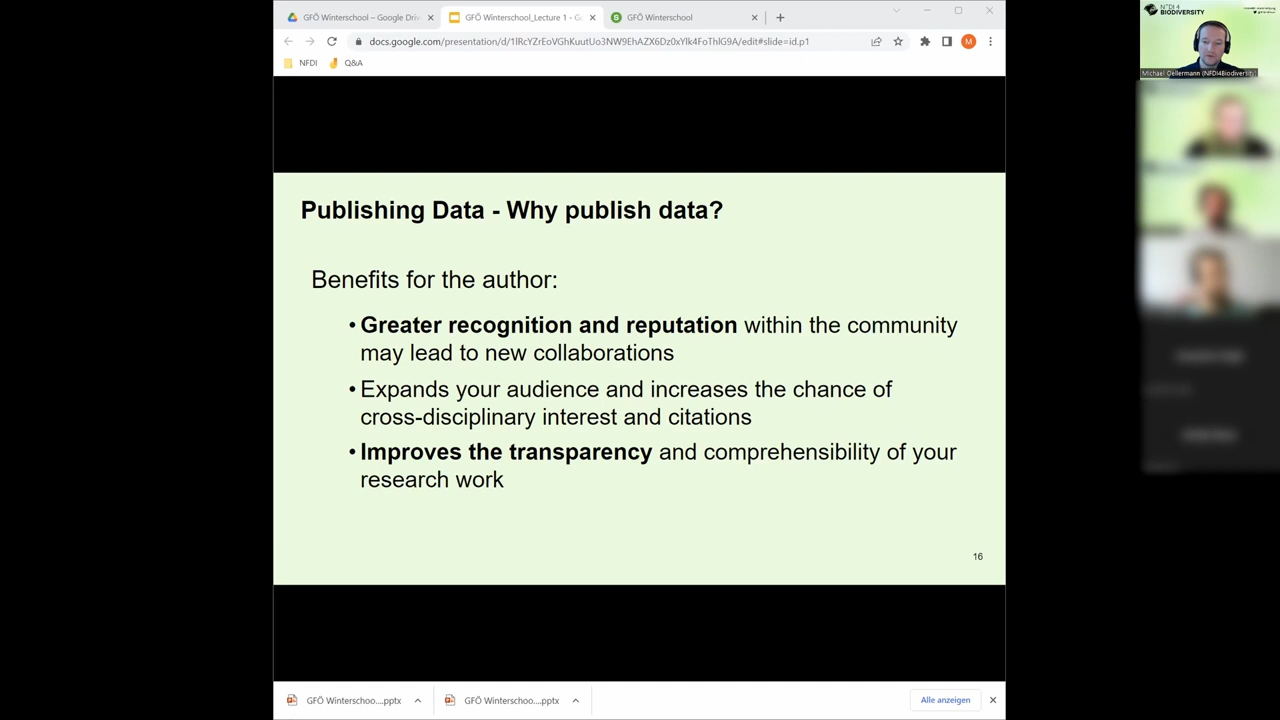 GFÖ Winterschool – Google Driv
GFÖ Winterschool_Lecture 1 - Go
GFÖ Winterschool
docs.google.com/presentation/d/1lRcYZrEoVGhKuutUo3NW9EhAZX6Dz0xYlk4FoThlG9A/edit#slide=id.p1
M
NFDI
Q&A
Publishing Data - Why publish data?
Benefits for the author:
• Greater recognition and reputation within the community
may lead to new collaborations
• Expands your audience and increases the chance of
cross-disciplinary interest and citations
• Improves the transparency and comprehensibility of your
research work
16
GFÖ Winterschoo....pptx
GFÖ Winterschoo....pptx
Alle anzeigen
NFDI 4
BIODIVERSITY
Michael Oellermann (NFDI4Biodiversity)